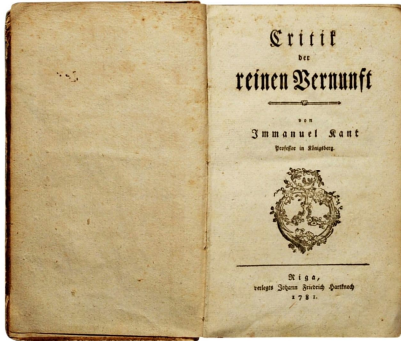 Critik
der
reinen Vernunft
von
Immanuel Kant
Professor in Königsberg.
Riga,
verlegts Johann Friedrich Hartknoch
1781.